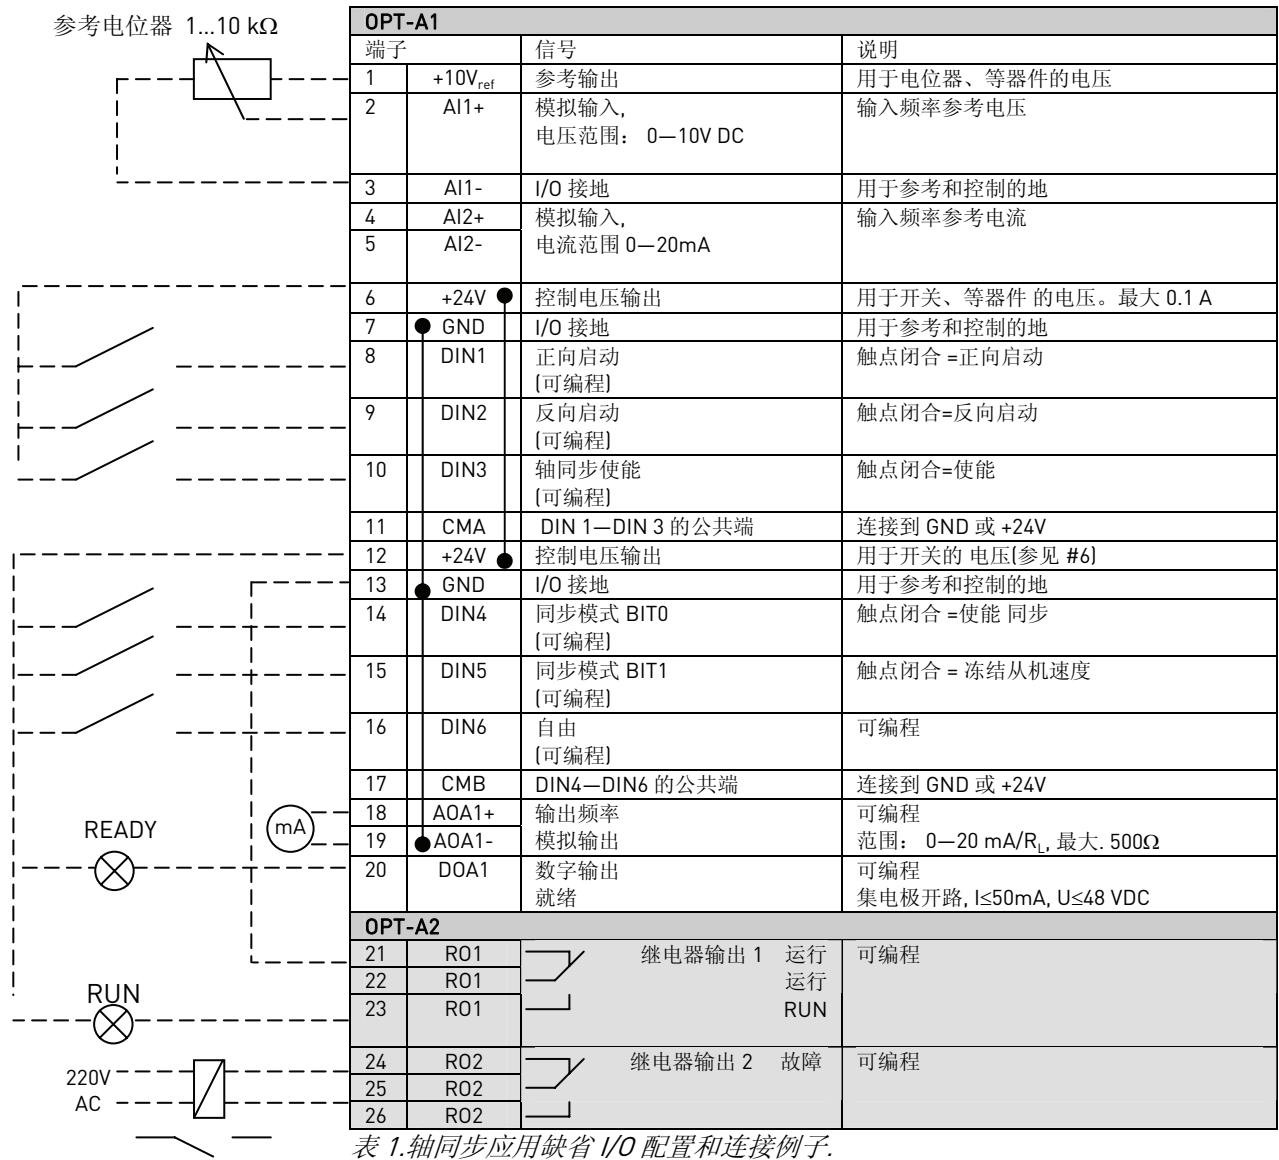 参考电位器 1...10 kΩ
OPT-A1
端子 信号 说明
1 +10Vref 参考输出 用于电位器、等器件的电压
2 AI1+ 模拟输入, 输入频率参考电压
电压范围： 0—10V DC
3 AI1- I/O 接地 用于参考和控制的地
4 AI2+ 模拟输入, 输入频率参考电流
5 AI2- 电流范围 0—20mA
6 +24V 控制电压输出 用于开关、等器件 的电压。最大 0.1 A
7 GND I/O 接地 用于参考和控制的地
8 DIN1 正向启动 触点闭合 =正向启动
(可编程)
9 DIN2 反向启动 触点闭合=反向启动
(可编程)
10 DIN3 轴同步使能 触点闭合=使能
(可编程)
11 CMA DIN 1—DIN 3 的公共端 连接到 GND 或 +24V
12 +24V 控制电压输出 用于开关的 电压(参见 #6)
13 GND I/O 接地 用于参考和控制的地
14 DIN4 同步模式 BIT0 触点闭合 =使能 同步
(可编程)
15 DIN5 同步模式 BIT1 触点闭合 = 冻结从机速度
(可编程)
16 DIN6 自由 可编程
(可编程)
17 CMB DIN4—DIN6 的公共端 连接到 GND 或 +24V
18 AOA1+ 输出频率 可编程
READY mA
19 AOA1- 模拟输出 范围： 0—20 mA/RL, 最大. 500Ω
20 DOA1 数字输出 可编程
就绪 集电极开路, I≤50mA, U≤48 VDC
OPT-A2
21 RO1 继电器输出 1 运行 可编程
22 RO1 运行
RUN
23 RO1 RUN
24 RO2 继电器输出 2 故障 可编程
220V
25 RO2
AC
26 RO2
表 1.轴同步应用缺省 I/O 配置和连接例子.